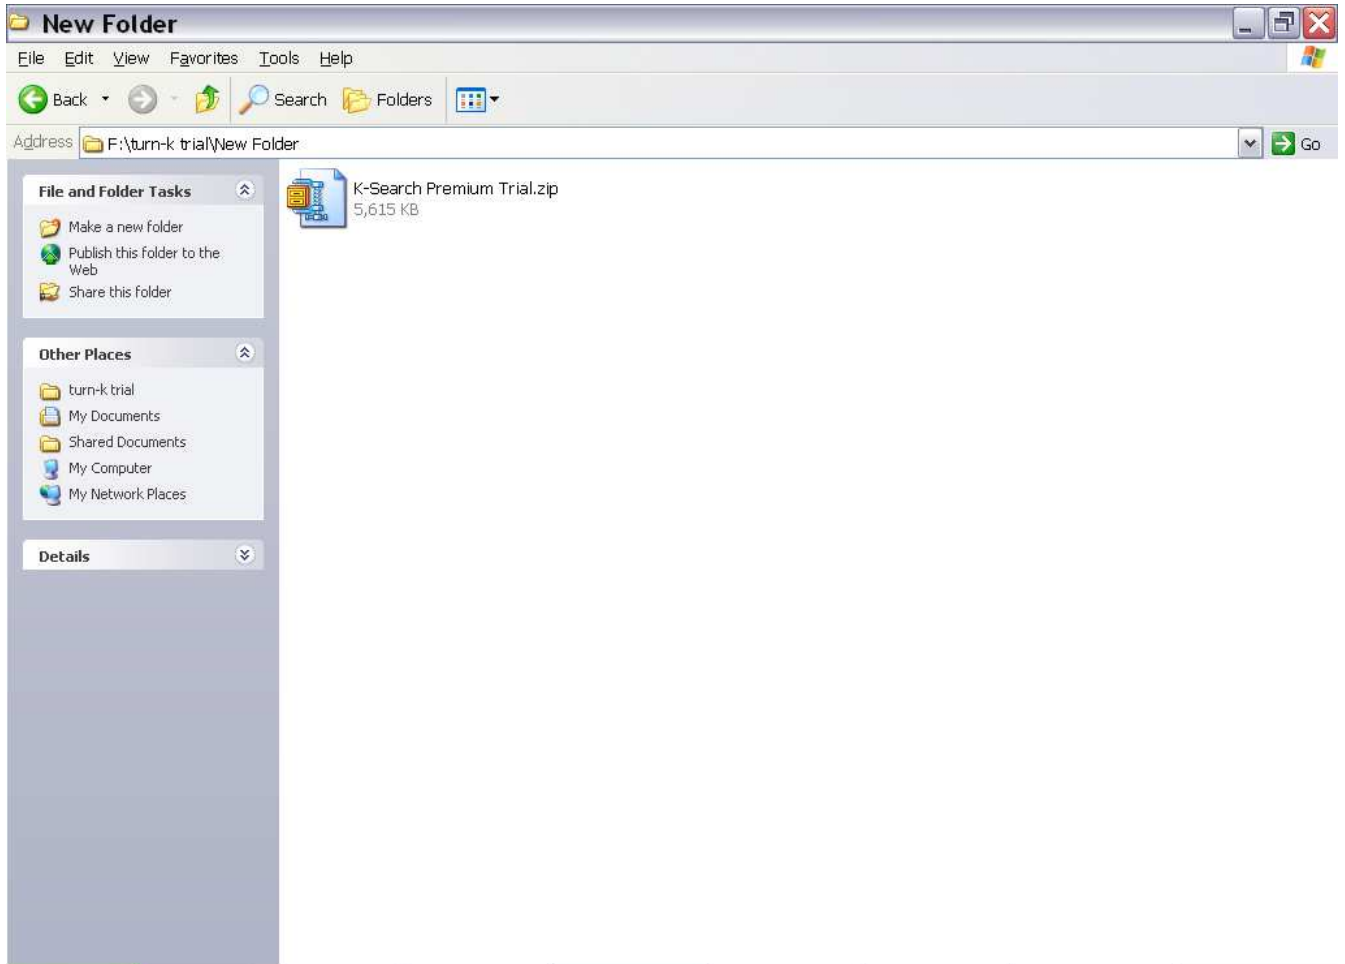 New Folder
File Edit View Favorites Tools Help
Back Search Folders
Address F:\turn-k trial\New Folder Go
File and Folder Tasks
Make a new folder
Publish this folder to the
Web
Share this folder
Other Places
turn-k trial
My Documents
Shared Documents
My Computer
My Network Places
Details
K-Search Premium Trial.zip
5,615 KB